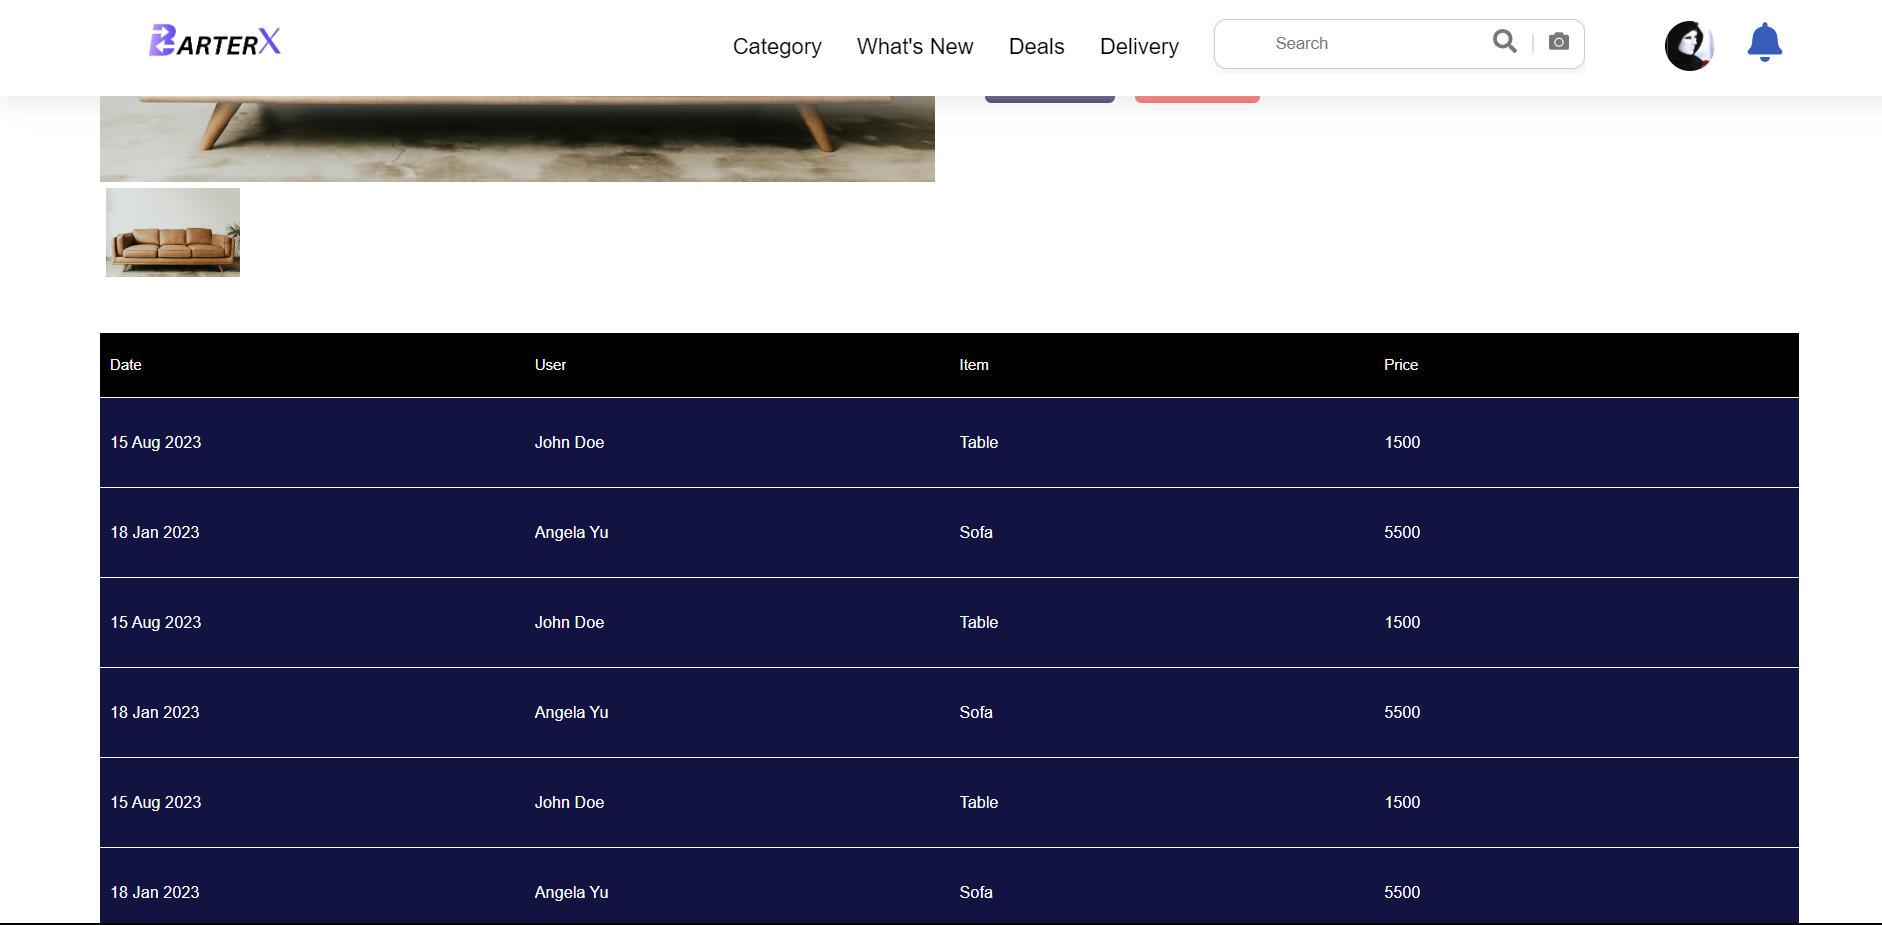 BARTERX
Category What's New Deals Delivery Search
Date User Item Price
15 Aug 2023 John Doe Table 1500
18 Jan 2023 Angela Yu Sofa 5500
15 Aug 2023 John Doe Table 1500
18 Jan 2023 Angela Yu Sofa 5500
15 Aug 2023 John Doe Table 1500
18 Jan 2023 Angela Yu Sofa 5500